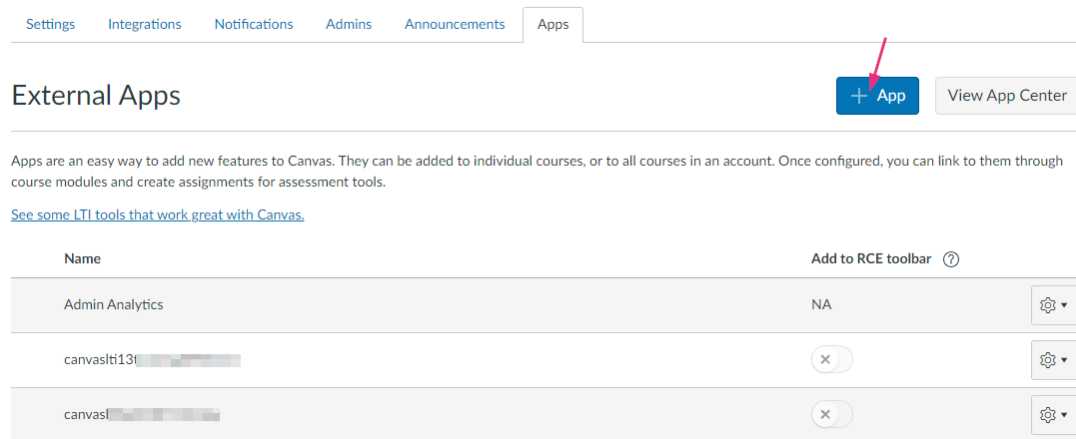 Settings Integrations Notifications Admins Announcements Apps
External Apps
+ App View App Center
Apps are an easy way to add new features to Canvas. They can be added to individual courses, or to all courses in an account. Once configured, you can link to them through
course modules and create assignments for assessment tools.
See some LTI tools that work great with Canvas.
Name Add to RCE toolbar ?
Admin Analytics NA